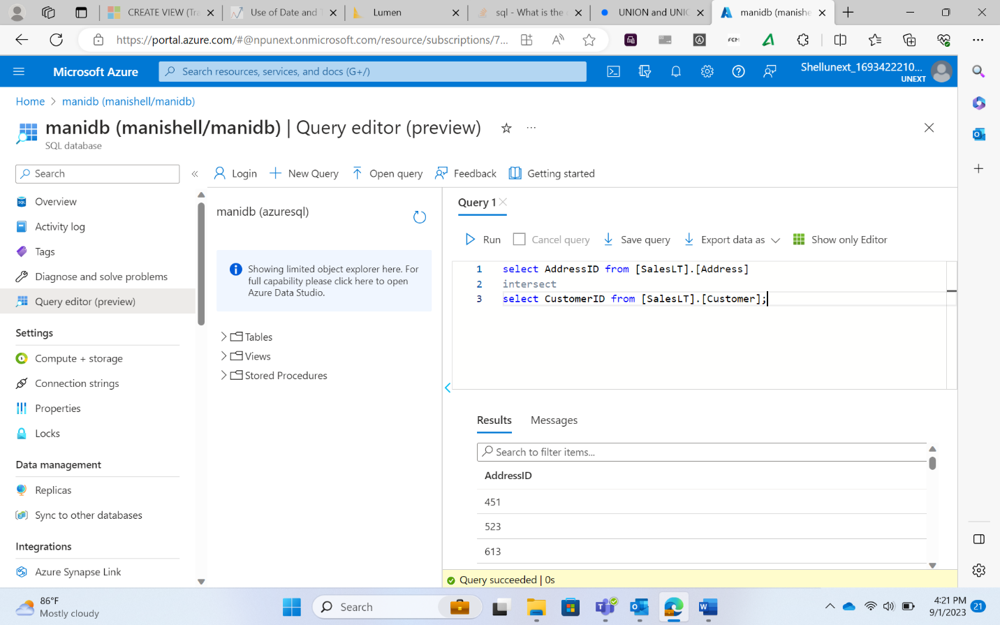 CREATE VIEW (Tra
Use of Date and T
Lumen
sql - What is the
UNION and UNIC
manidb (manishe
https://portal.azure.com/#@npunext.onmicrosoft.com/resource/subscriptions/7...
FCM
Microsoft Azure
Search resources, services, and docs (G+/)
Shellunext_1693422210...
UNEXT
Home > manidb (manishell/manidb)
manidb (manishell/manidb) | Query editor (preview)
SQL database
Search
Login
New Query
Open query
Feedback
Getting started
Overview
Activity log
Tags
Diagnose and solve problems
Query editor (preview)
Settings
Compute + storage
Connection strings
Properties
Locks
Data management
Replicas
Sync to other databases
Integrations
Azure Synapse Link
manidb (azuresql)
Showing limited object explorer here. For
full capability please click here to open
Azure Data Studio.
Tables
Views
Stored Procedures
Query 1
Run
Cancel query
Save query
Export data as
Show only Editor
1 select AddressID from [SalesLT].[Address]
2 intersect
3 select CustomerID from [SalesLT].[Customer];
Results
Messages
Search to filter items...
AddressID
451
523
613
Query succeeded | 0s
86°F
Mostly cloudy
Search
4:21 PM
9/1/2023
21